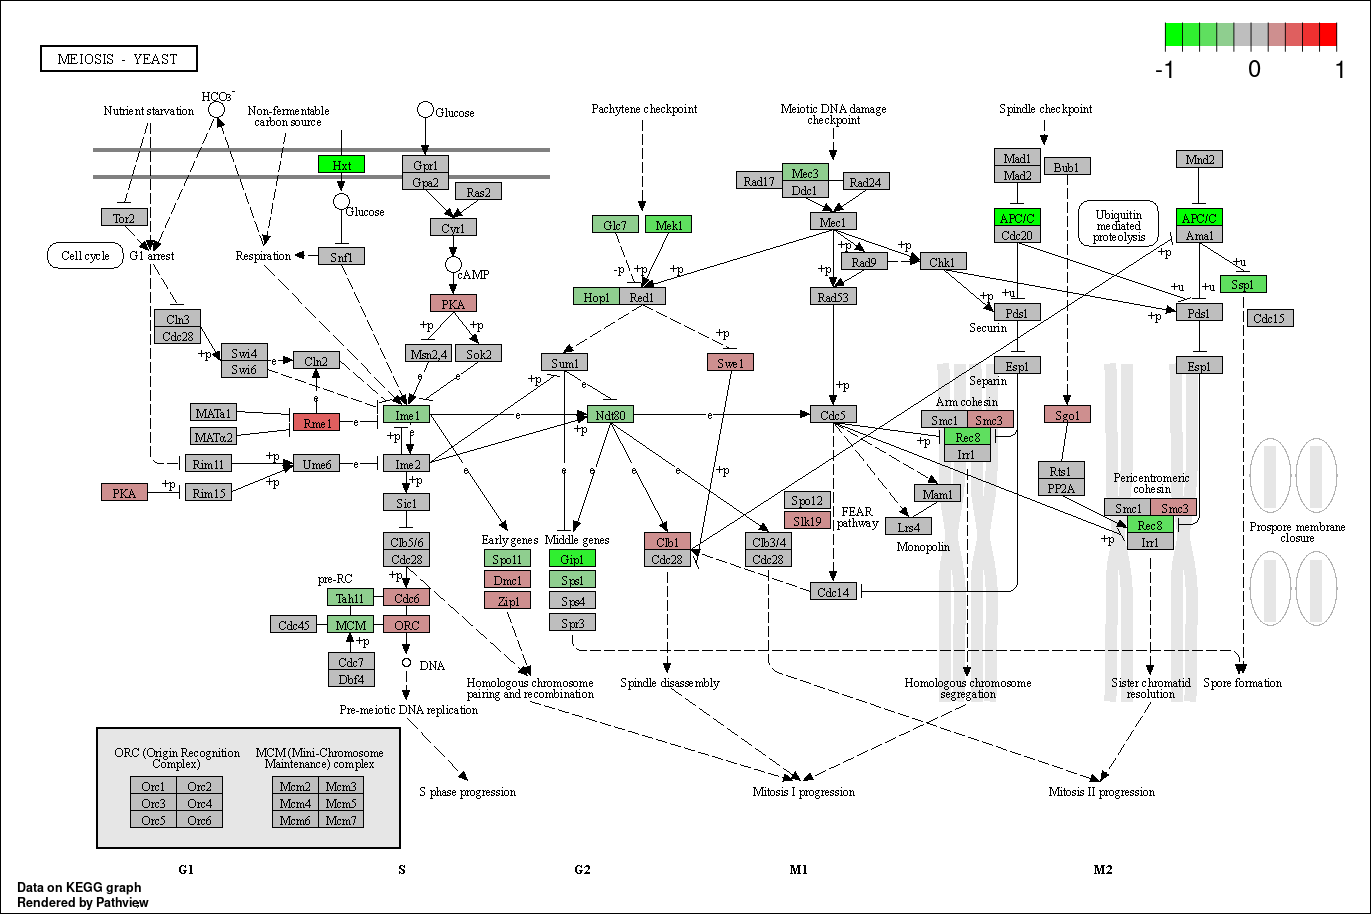 MEIOSIS - YEAST
-1 0 1
HCO3-
Nutrient starvation
Non-fermentable
carbon source
Glucose
Pachytene checkpoint
Meiotic DNA damage
checkpoint
Spindle checkpoint
Hxt
Gpr1
Gpa2
Ras2
Glucose
Tor2
Cyr1
Cell cycle
G1 arrest
Respiration
Snf1
cAMP
PKA
+p
+p
Msn2,4
Sok2
e
e
Cln3
Cdc28
+p
Swi4
Swi6
e
Cln2
e
MATa1
MATα2
Rme1
e
Ime1
+p
e
Rim11
+p
Ume6
e
Ime2
PKA
+p
Rim15
+p
+p
Sic1
Clb5/6
Cdc28
+p
pre-RC
Tah11
Cdc6
Cdc45
MCM
ORC
+p
Cdc7
Dbf4
DNA
Pre-meiotic DNA replication
S phase progression
Glc7
Mek1
-p
+p
+p
Hop1
Red1
+p
Sum1
Swe1
+p
e
e
Ndt80
+p
e
e
e
e
e
e
e
+p
Early genes
Spo11
Dmc1
Zip1
Middle genes
Gip1
Sps1
Sps4
Spr3
Clb1
Cdc28
Clb3/4
Cdc28
Homologous chromosome
pairing and recombination
Spindle disassembly
Rad17
Mec3
Ddc1
Rad24
Mec1
+p
+p
+p
Rad9
Chk1
Rad53
+p
Cdc5
Spo12
Slk19
FEAR
pathway
Cdc14
Mam1
Lrs4
Monopolin
Mad1
Mad2
Bub1
Mnd2
APC/C
Cdc20
Ubiquitin
mediated
proteolysis
APC/C
Ama1
+u
Ssp1
+u
+u
+p
+p
Pds1
Securin
Pds1
Cdc15
Esp1
Separin
Esp1
Arm cohesin
Smc1
Smc3
Rec8
Irr1
+p
Sgo1
Rts1
PP2A
Pericentromeric
cohesin
Smc1
Smc3
Rec8
Irr1
+p
Prospore membrane
closure
Homologous chromosome
segregation
Sister chromatid
resolution
Spore formation
Mitosis I progression
Mitosis II progression
ORC (Origin Recognition
Complex)
Orc1 Orc2
Orc3 Orc4
Orc5 Orc6
MCM (Mini-Chromosome
Maintenance) complex
Mcm2 Mcm3
Mcm4 Mcm5
Mcm6 Mcm7
G1 S G2 M1 M2
Data on KEGG graph
Rendered by Pathview